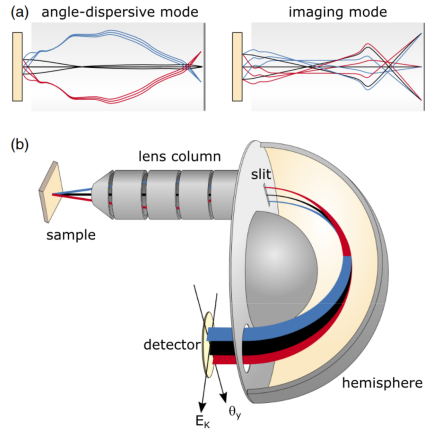 (a)
angle-dispersive mode
imaging mode
(b)
lens column
slit
sample
detector
hemisphere
E_K
θ_y